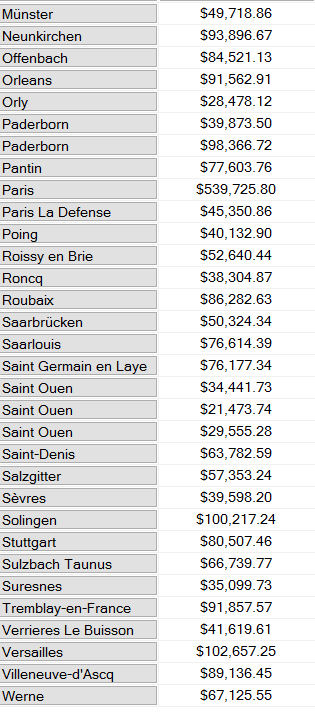 Münster $49,718.86
Neunkirchen $93,896.67
Offenbach $84,521.13
Orleans $91,562.91
Orly $28,478.12
Paderborn $39,873.50
Paderborn $98,366.72
Pantin $77,603.76
Paris $539,725.80
Paris La Defense $45,350.86
Poing $40,132.90
Roissy en Brie $52,640.44
Roncq $38,304.87
Roubaix $86,282.63
Saarbrücken $50,324.34
Saarlouis $76,614.39
Saint Germain en Laye $76,177.34
Saint Ouen $34,441.73
Saint Ouen $21,473.74
Saint Ouen $29,555.28
Saint-Denis $63,782.59
Salzgitter $57,353.24
Sèvres $39,598.20
Solingen $100,217.24
Stuttgart $80,507.46
Sulzbach Taunus $66,739.77
Suresnes $35,099.73
Tremblay-en-France $91,857.57
Verrieres Le Buisson $41,619.61
Versailles $102,657.25
Villeneuve-d'Ascq $89,136.45
Werne $67,125.55